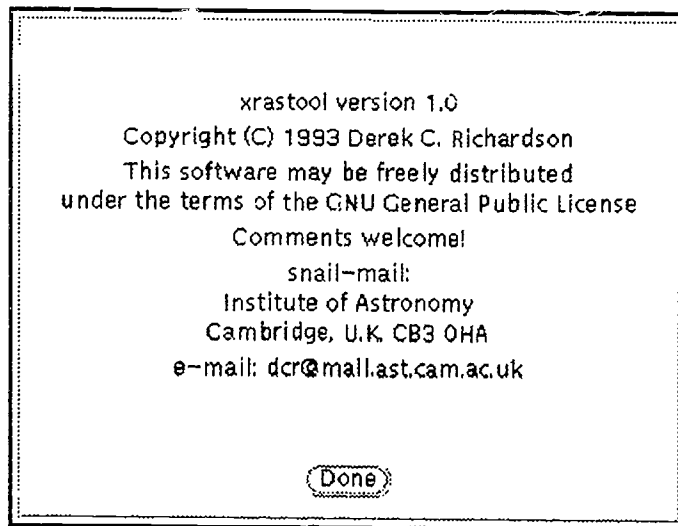 xrastool version 1.0
Copyright (C) 1993 Derek C. Richardson
This software may be freely distributed
under the terms of the GNU General Public License
Comments welcome!
snail-mail:
Institute of Astronomy
Cambridge, U.K. CB3 0HA
e-mail: dcr@mail.ast.cam.ac.uk
Done